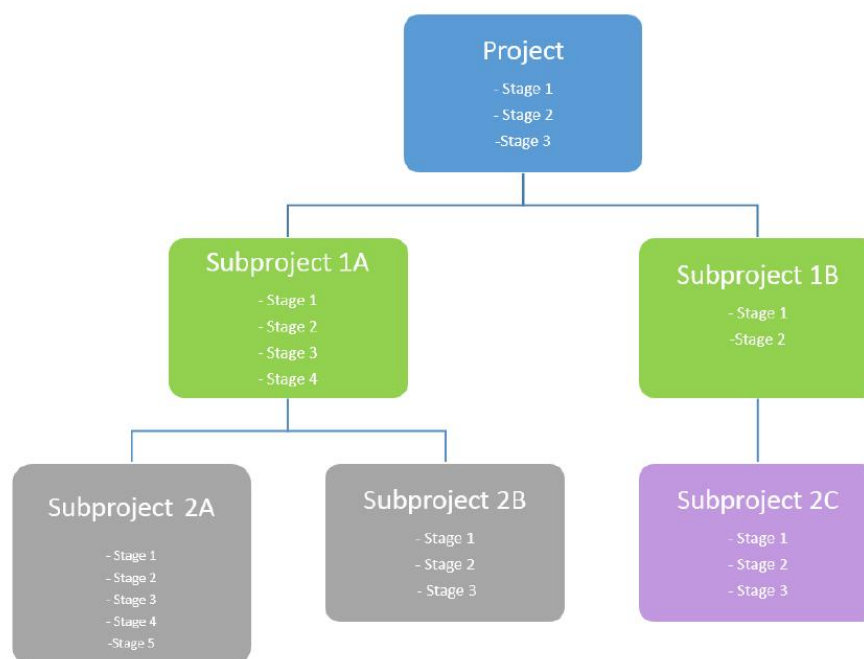 Project
- Stage 1
- Stage 2
-Stage 3
Subproject 1A
- Stage 1
- Stage 2
- Stage 3
- Stage 4
Subproject 1B
- Stage 1
-Stage 2
Subproject 2A
- Stage 1
- Stage 2
- Stage 3
- Stage 4
-Stage 5
Subproject 2B
- Stage 1
- Stage 2
- Stage 3
Subproject 2C
- Stage 1
- Stage 2
- Stage 3